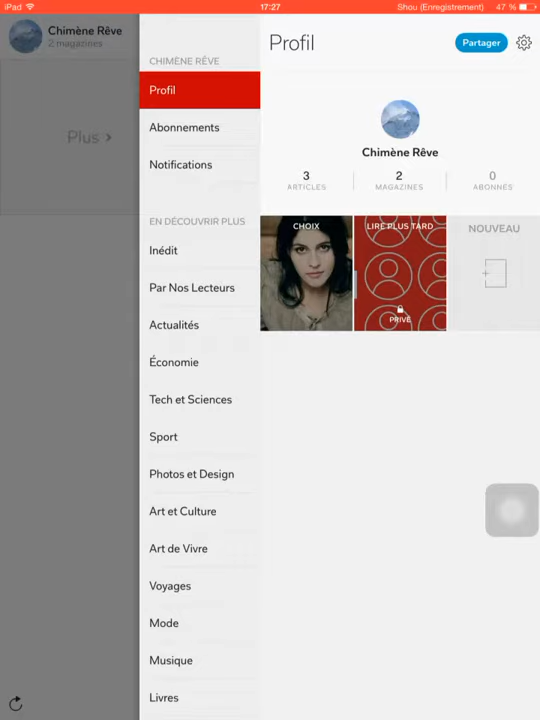 iPad 17:27 Shou (Enregistrement) 47 %
Chimène Rêve
2 magazines
Plus >
CHIMÈNE RÊVE
Profil
Abonnements
Notifications
EN DÉCOUVRIR PLUS
Inédit
Par Nos Lecteurs
Actualités
Économie
Tech et Sciences
Sport
Photos et Design
Art et Culture
Art de Vivre
Voyages
Mode
Musique
Livres
Profil
Partager
Chimène Rêve
3 2 0
ARTICLES MAGAZINES ABONNÉS
CHOIX
LIRE PLUS TARD
PRIVÉ
NOUVEAU